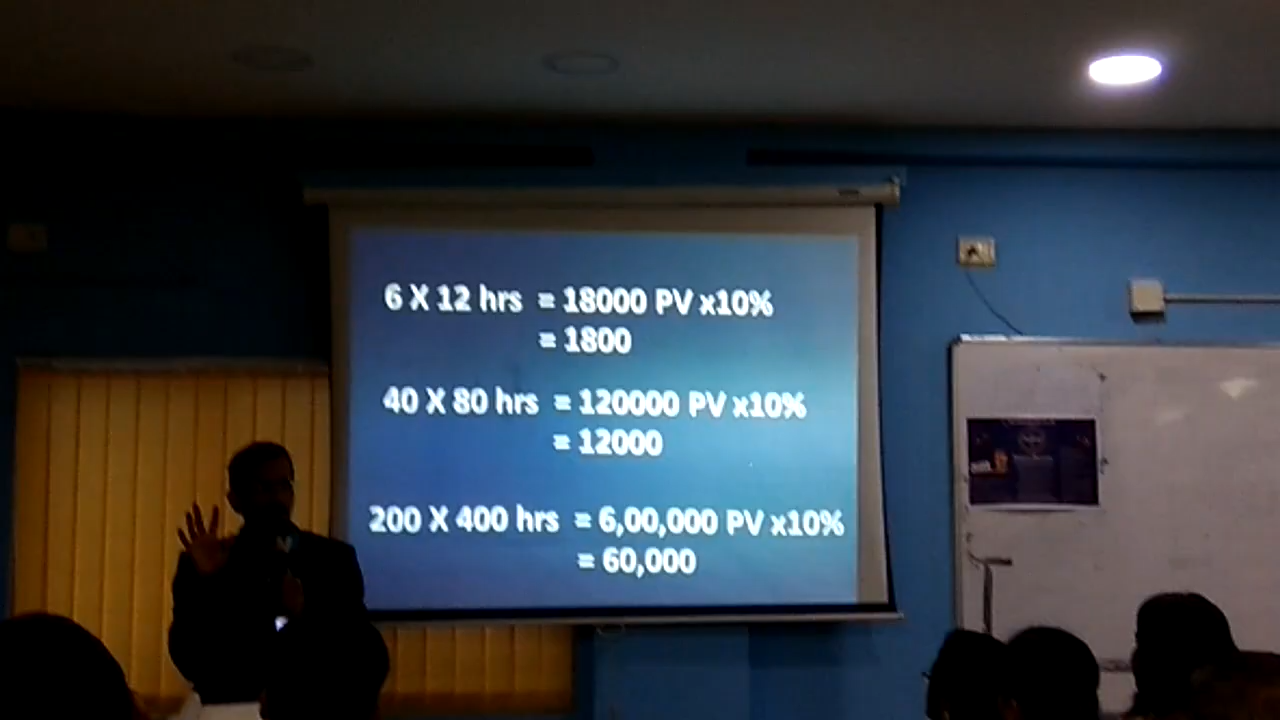 6 X 12 hrs = 18000 PV x10%
= 1800
40 X 80 hrs = 120000 PV x10%
= 12000
200 X 400 hrs = 6,00,000 PV x10%
= 60,000